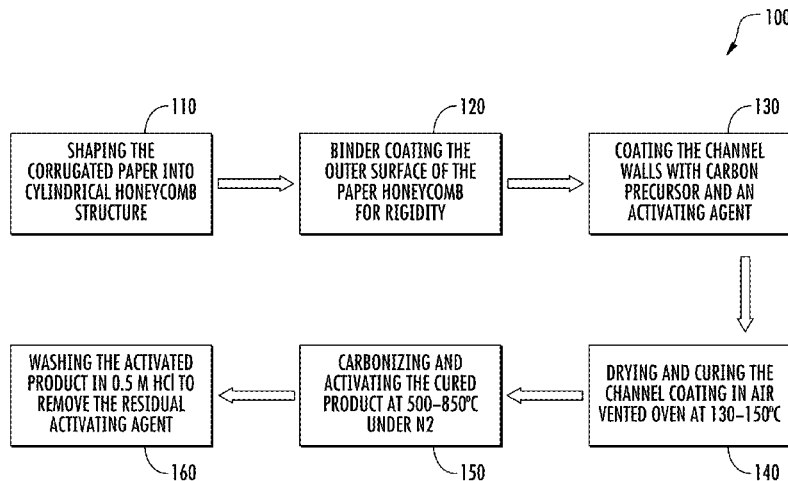 100
110
SHAPING THE
CORRUGATED PAPER INTO
CYLINDRICAL HONEYCOMB
STRUCTURE
120
BINDER COATING THE
OUTER SURFACE OF THE
PAPER HONEYCOMB
FOR RIGIDITY
130
COATING THE CHANNEL
WALLS WITH CARBON
PRECURSOR AND AN
ACTIVATING AGENT
DRYING AND CURING THE
CHANNEL COATING IN AIR
VENTED OVEN AT 130–150°C
140
CARBONIZING AND
ACTIVATING THE CURED
PRODUCT AT 500–850°C
UNDER N2
150
WASHING THE ACTIVATED
PRODUCT IN 0.5 M HCl TO
REMOVE THE RESIDUAL
ACTIVATING AGENT
160